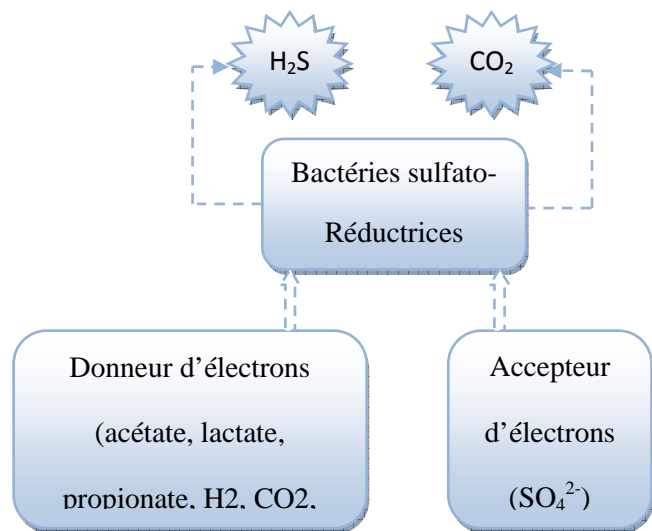 H₂S
CO₂
Bactéries sulfato-
Réductrices
Donneur d’électrons
(acétate, lactate,
propionate, H2, CO2,
Accepteur
d’électrons
(SO₄²⁻)